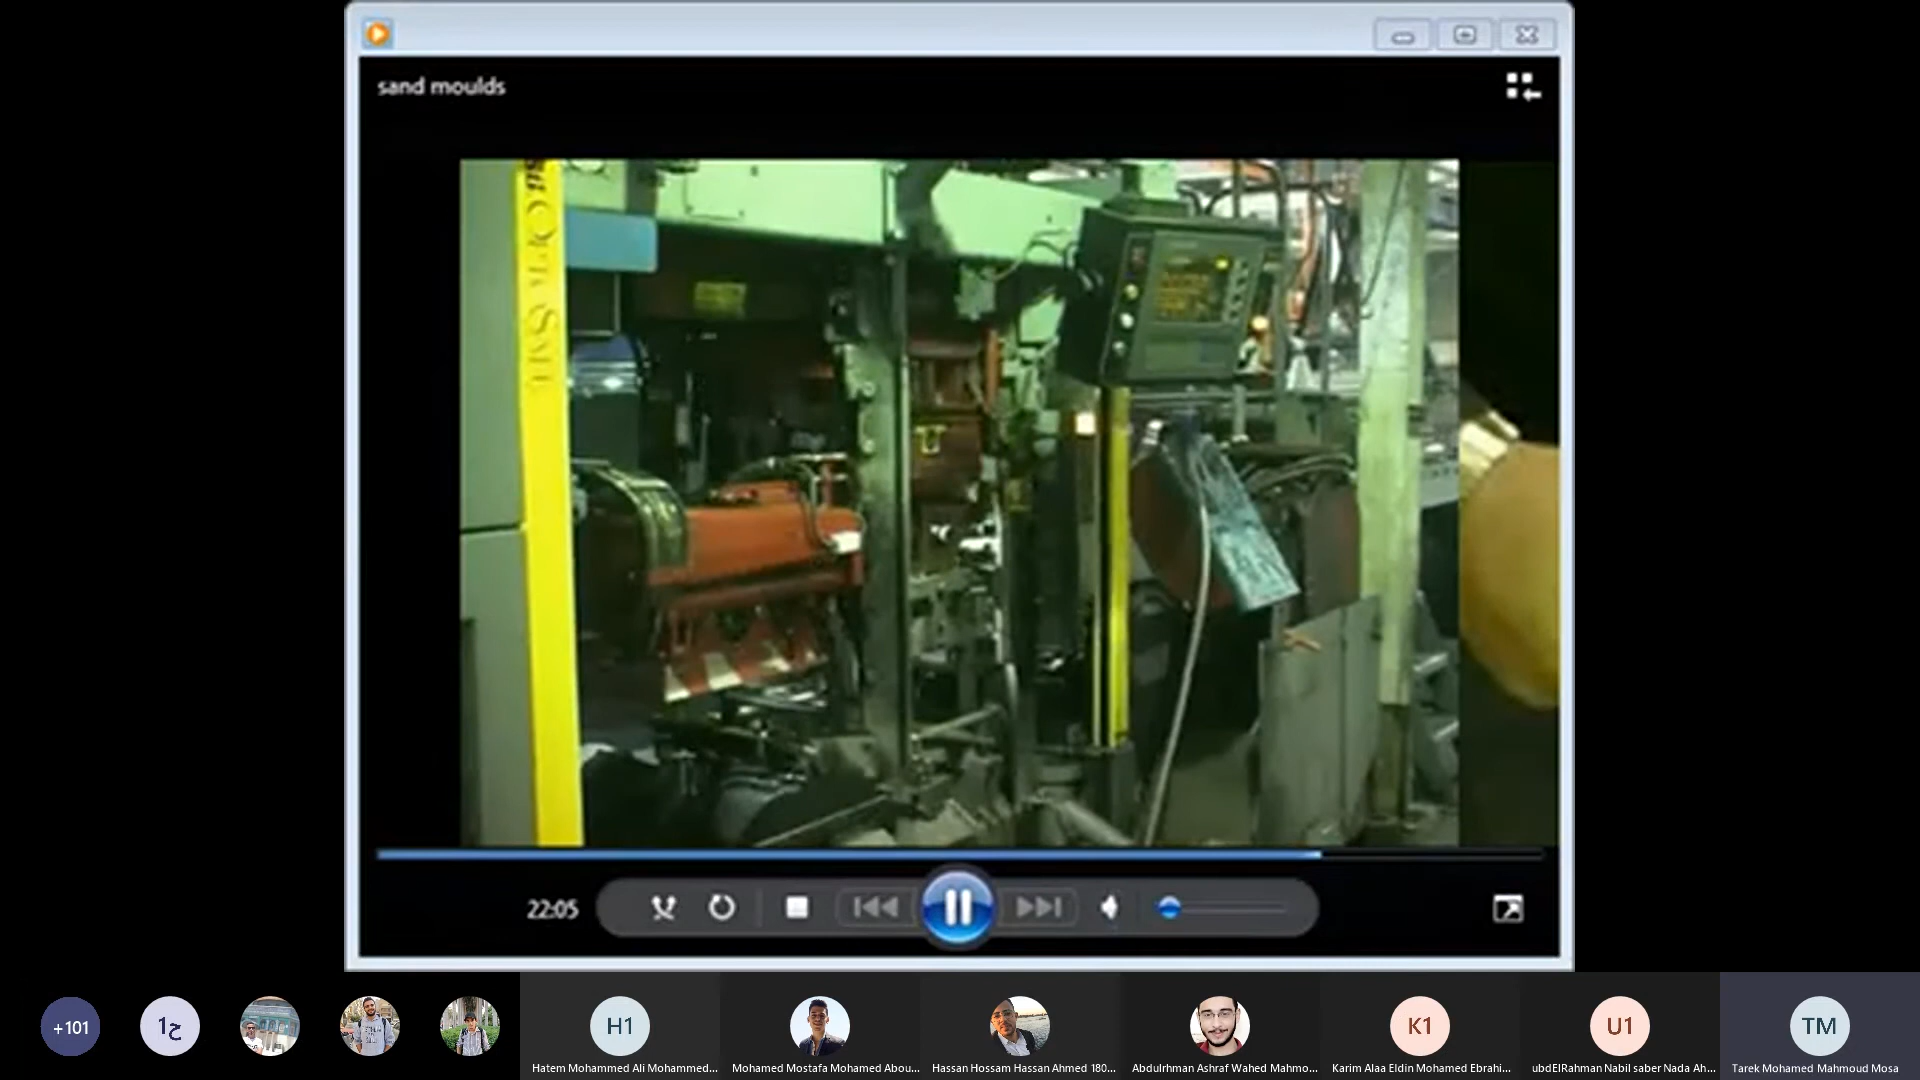 sand moulds
22:05
+101
ح1
H1
Hatem Mohammed Ali Mohammed...
Mohamed Mostafa Mohamed Abou...
Hassan Hossam Hassan Ahmed 180...
Abdulrhman Ashraf Wahed Mahmo...
K1
Karim Alaa Eldin Mohamed Ebrahi...
U1
ubdElRahman Nabil saber Nada Ah...
TM
Tarek Mohamed Mahmoud Mosa